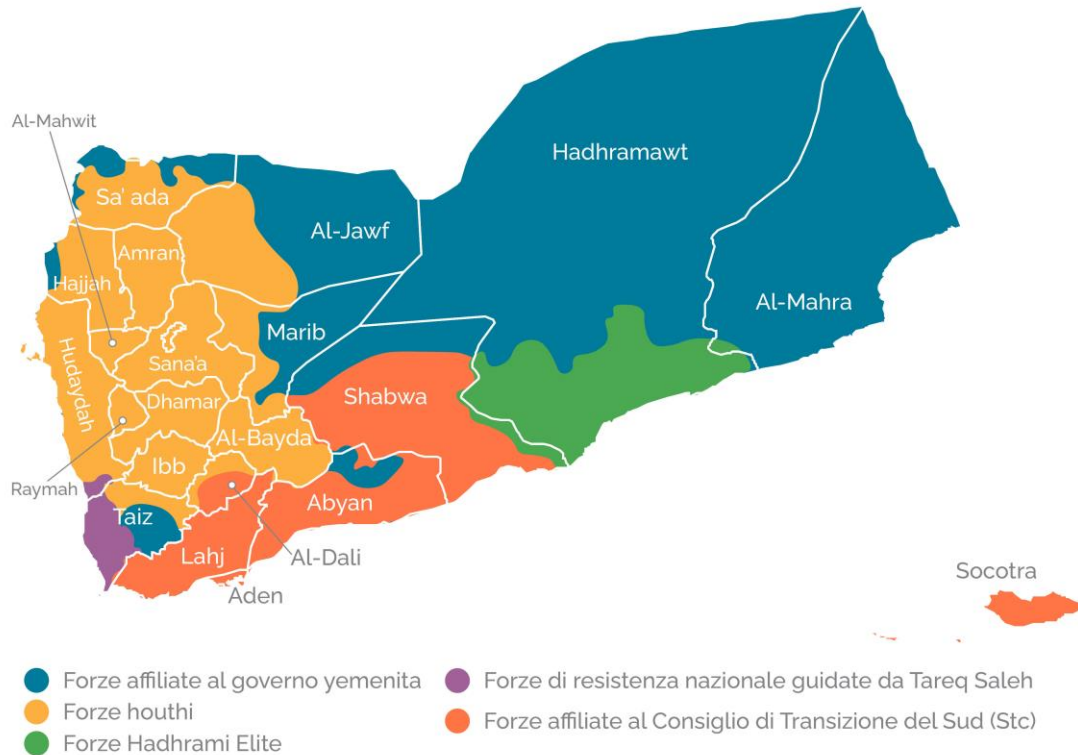 Al-Mahwit
Hadhramawt
Sa' ada
Al-Jawf
Amran
Hajjah
Al-Mahra
Marib
Hudaydah
Sana'a
Shabwa
Dhamar
Al-Bayda
Ibb
Raymah
Abyan
Taiz
Lahj
Al-Dali
Socotra
Aden
Forze affiliate al governo yemenita
Forze houthi
Forze Hadhrami Elite
Forze di resistenza nazionale guidate da Tareq Saleh
Forze affiliate al Consiglio di Transizione del Sud (Stc)